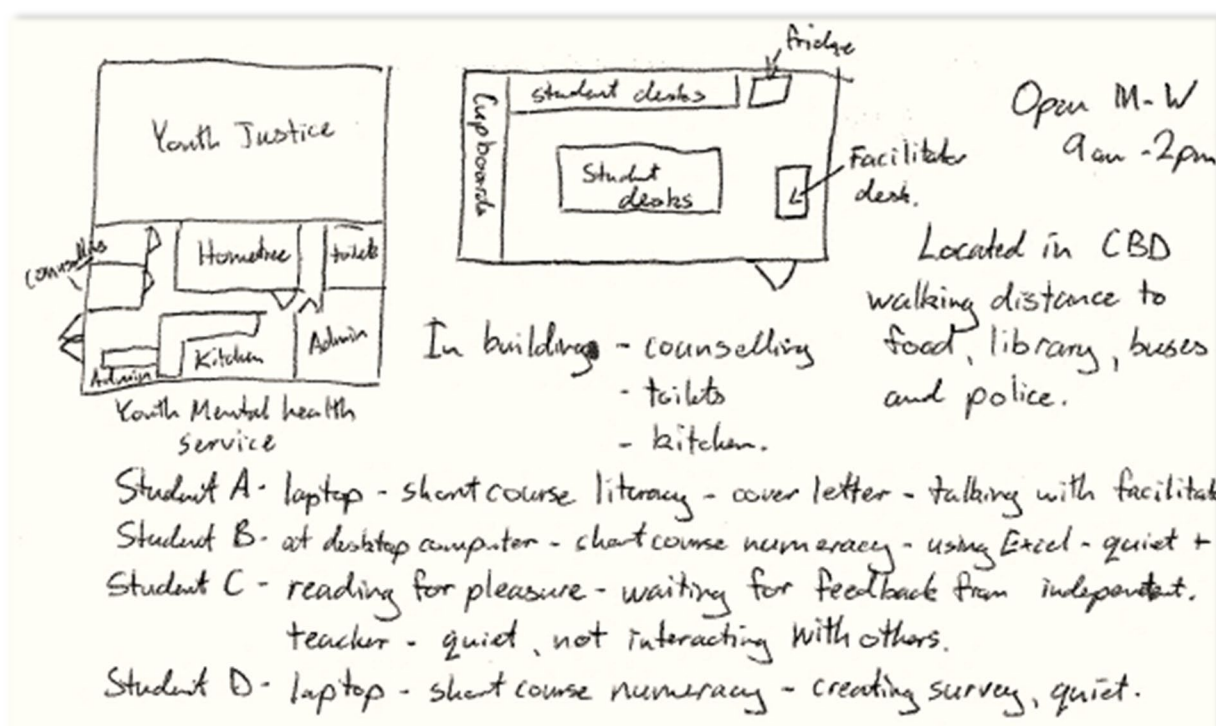 Youth Justice
Counselling
Hometree
toilets
Admin
Kitchen
Admin
Youth Mental health
service
fridge
Cupboards
student desks
Student
desks
Facilitator
desk.
Open M-W
9am - 2pm
Located in CBD
walking distance to
food, library, buses
and police.
In building - counselling
- toilets
- kitchen.
Student A - laptop - short course literacy - cover letter - talking with facilitat
Student B - at desktop computer - short course numeracy - using Excel - quiet +
independent.
Student C - reading for pleasure - waiting for feedback from
teacher - quiet, not interacting with others.
Student D - laptop - short course numeracy - creating survey, quiet.